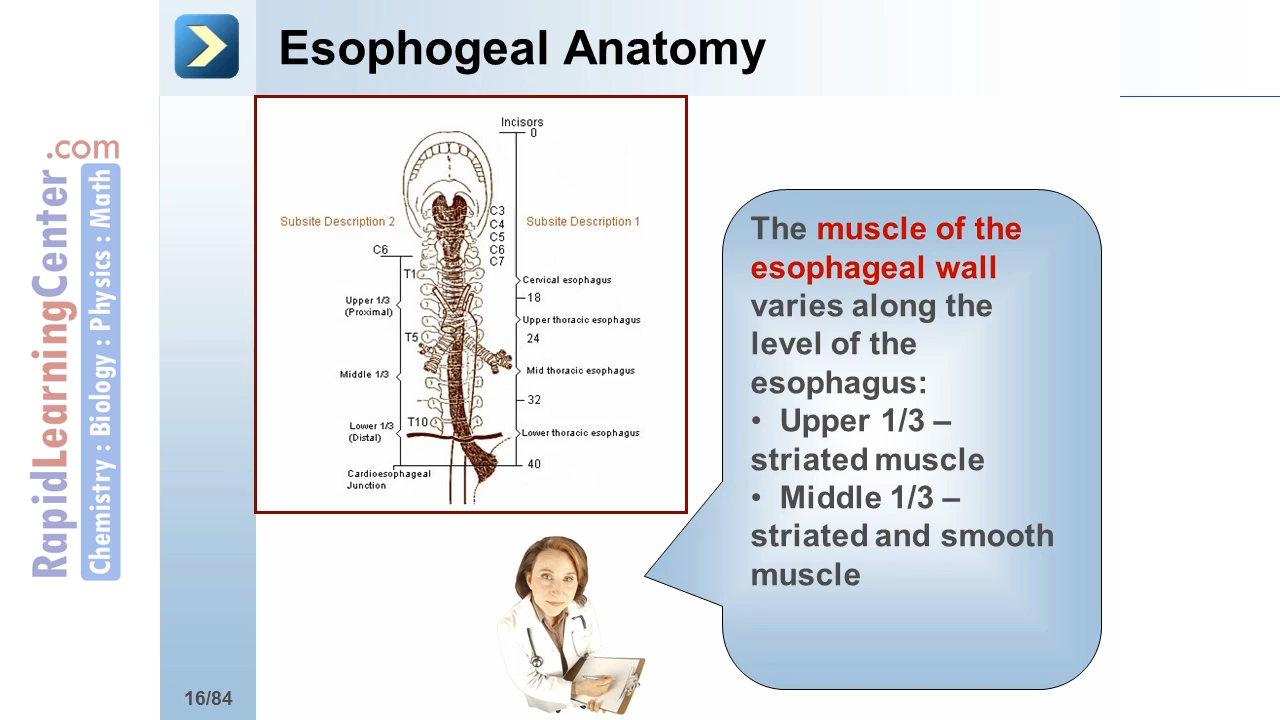 Esophogeal Anatomy
RapidLearningCenter.com
Chemistry : Biology : Physics : Math
Incisors
0
Subsite Description 2
Subsite Description 1
C3
C4
C5
C6
C7
C6
T1
Cervical esophagus
18
Upper 1/3
(Proximal)
Upper thoracic esophagus
T5
24
Middle 1/3
Mid thoracic esophagus
32
Lower 1/3
(Distal)
T10
Lower thoracic esophagus
40
Cardioesophageal
Junction
The muscle of the
esophageal wall
varies along the
level of the
esophagus:
• Upper 1/3 –
striated muscle
• Middle 1/3 –
striated and smooth
muscle
16/84